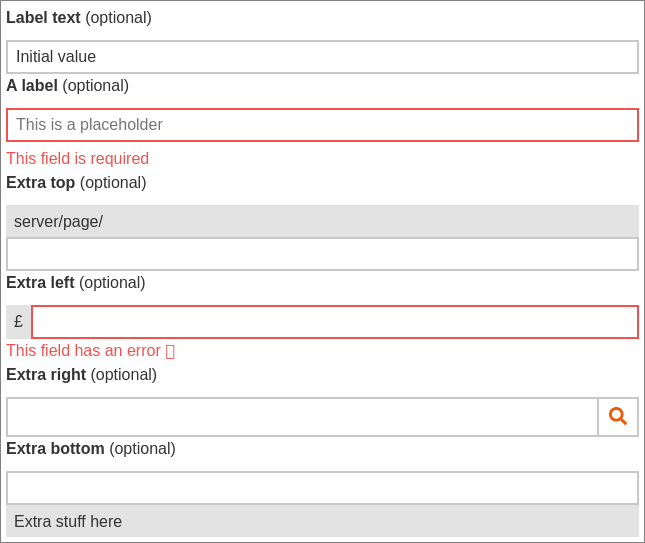 Label text (optional)
Initial value
A label (optional)
This is a placeholder
This field is required
Extra top (optional)
server/page/
Extra left (optional)
£
This field has an error
Extra right (optional)
Extra bottom (optional)
Extra stuff here